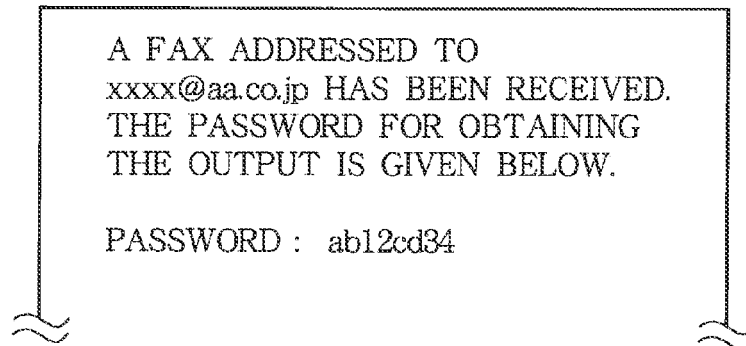 A FAX ADDRESSED TO
xxxx@aa.co.jp HAS BEEN RECEIVED.
THE PASSWORD FOR OBTAINING
THE OUTPUT IS GIVEN BELOW.
PASSWORD : ab12cd34